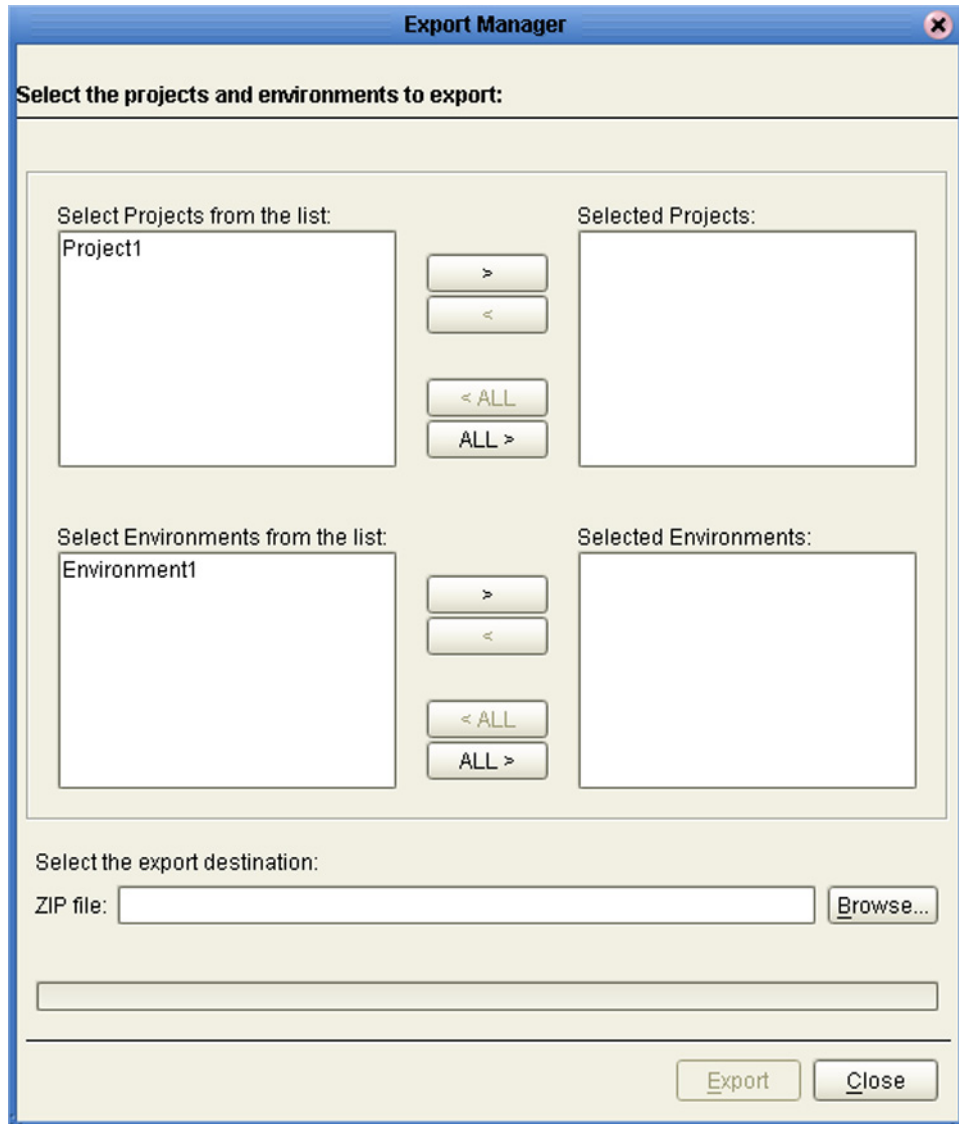 Export Manager
Select the projects and environments to export:
Select Projects from the list:
Selected Projects:
Project1
>
<
< ALL
ALL >
Select Environments from the list:
Selected Environments:
Environment1
>
<
< ALL
ALL >
Select the export destination:
ZIP file:
Browse...
Export
Close